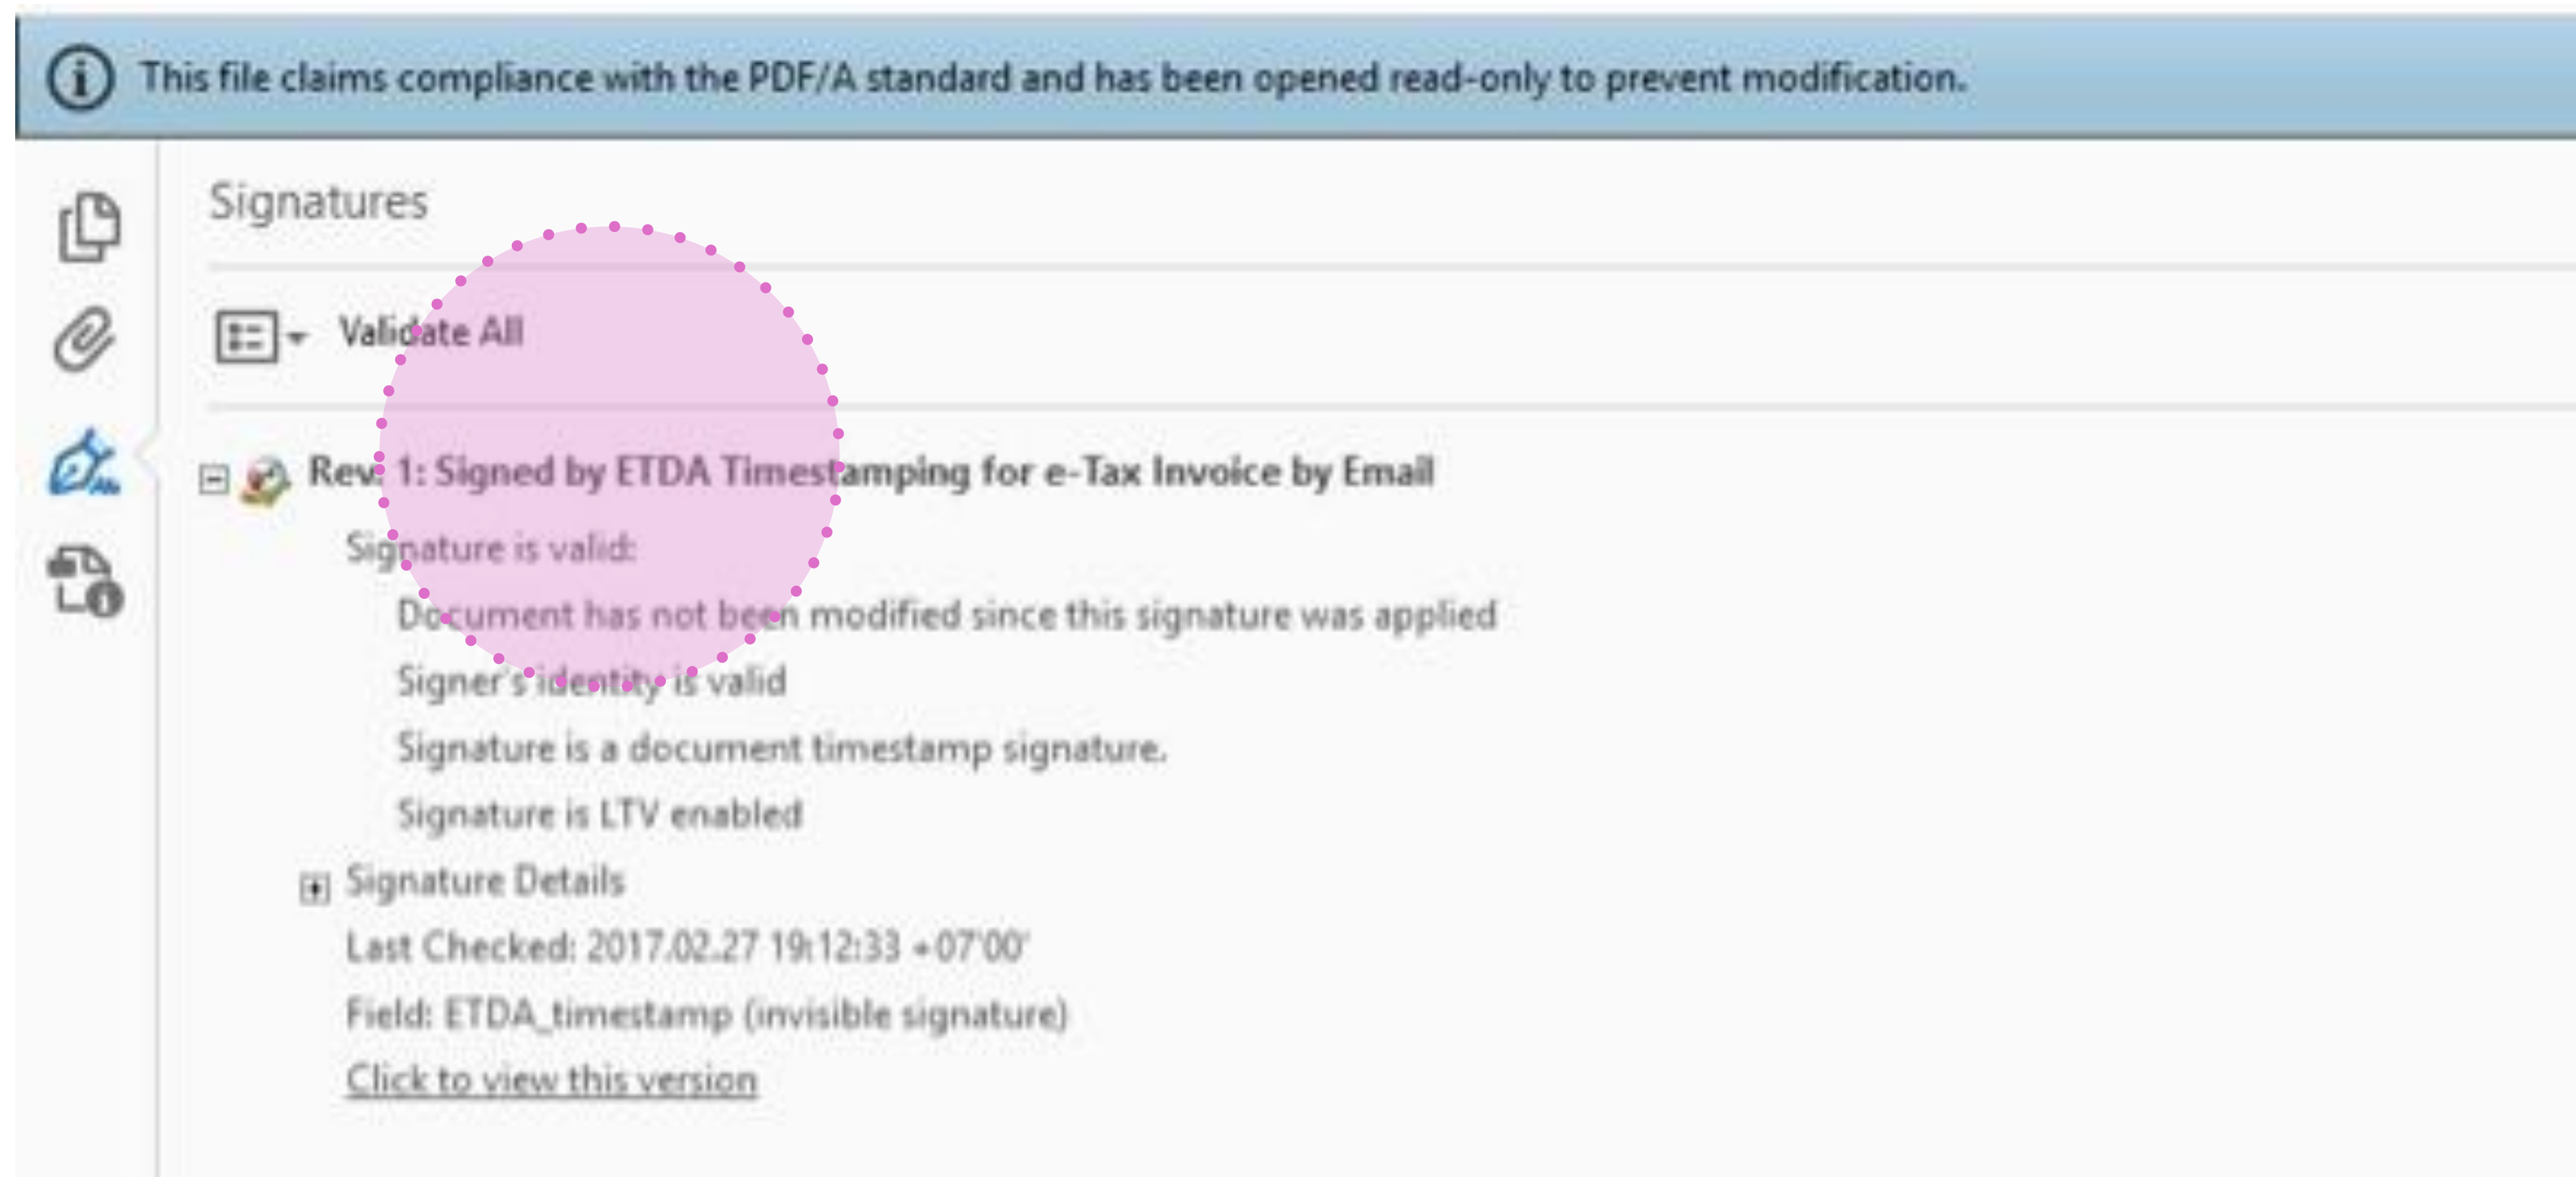 This file claims compliance with the PDF/A standard and has been opened read-only to prevent modification.
Signatures
Validate All
Rev. 1: Signed by ETDA Timestamping for e-Tax Invoice by Email
Signature is valid:
Document has not been modified since this signature was applied
Signer's identity is valid
Signature is a document timestamp signature.
Signature is LTV enabled
Signature Details
Last Checked: 2017.02.27 19:12:33 +07'00'
Field: ETDA_timestamp (invisible signature)
Click to view this version